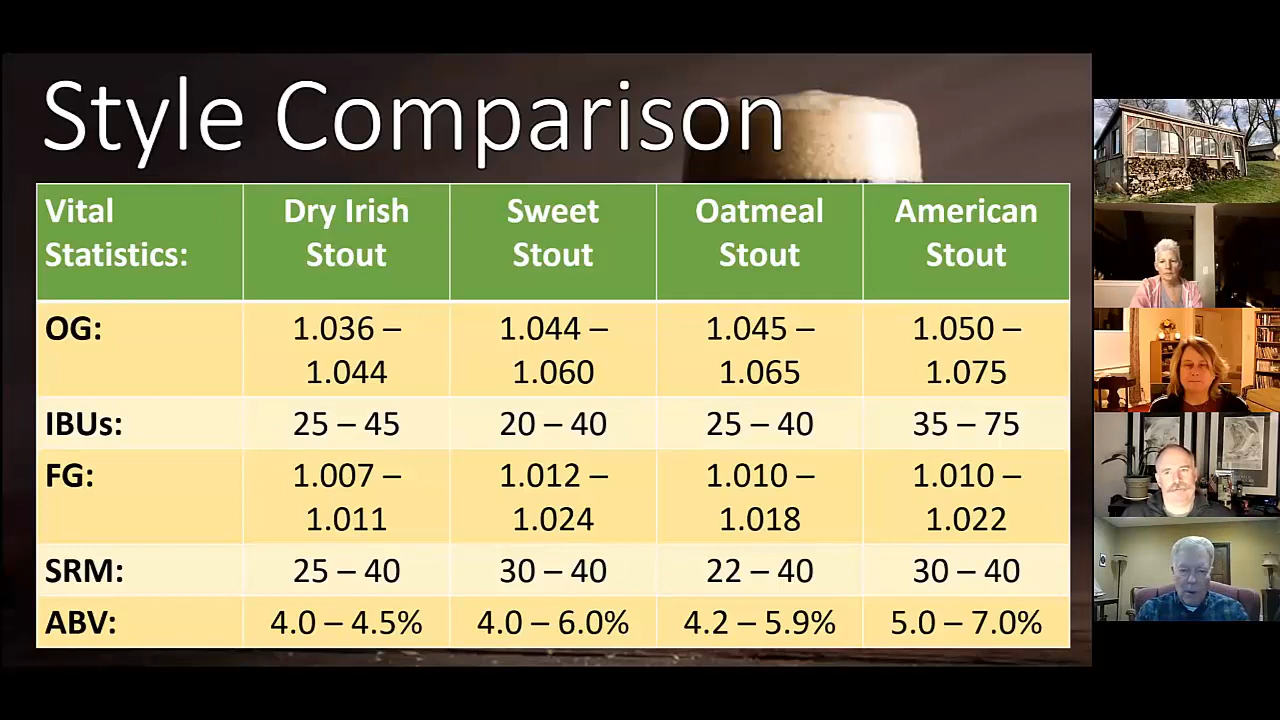 Style Comparison
Vital Statistics: Dry Irish Stout Sweet Stout Oatmeal Stout American Stout
OG: 1.036 – 1.044 1.044 – 1.060 1.045 – 1.065 1.050 – 1.075
IBUs: 25 – 45 20 – 40 25 – 40 35 – 75
FG: 1.007 – 1.011 1.012 – 1.024 1.010 – 1.018 1.010 – 1.022
SRM: 25 – 40 30 – 40 22 – 40 30 – 40
ABV: 4.0 – 4.5% 4.0 – 6.0% 4.2 – 5.9% 5.0 – 7.0%